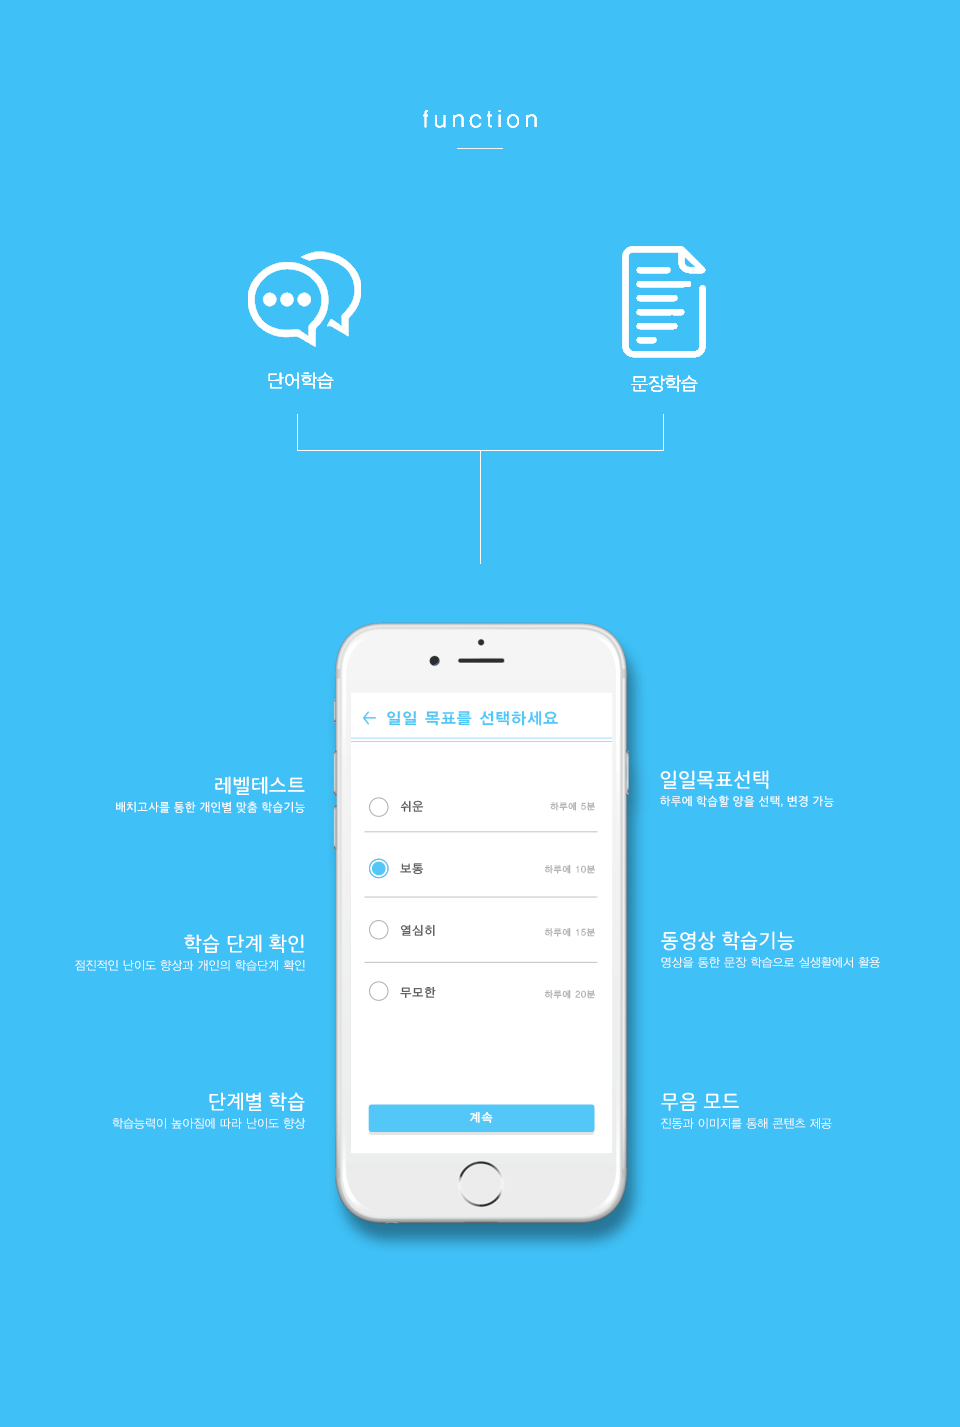 function
단어학습
문장학습
레벨테스트
배치고사를 통한 개인별 맞춤 학습기능
학습 단계 확인
점진적인 난이도 향상과 개인의 학습단계 확인
단계별 학습
학습능력이 높아짐에 따라 난이도 향상
일일 목표를 선택하세요
쉬운 하루에 5분
보통 하루에 10분
열심히 하루에 15분
무모한 하루에 20분
계속
일일목표선택
하루에 학습할 양을 선택, 변경 가능
동영상 학습기능
영상을 통한 문장 학습으로 실생활에서 활용
무음 모드
진동과 이미지를 통해 콘텐츠 제공